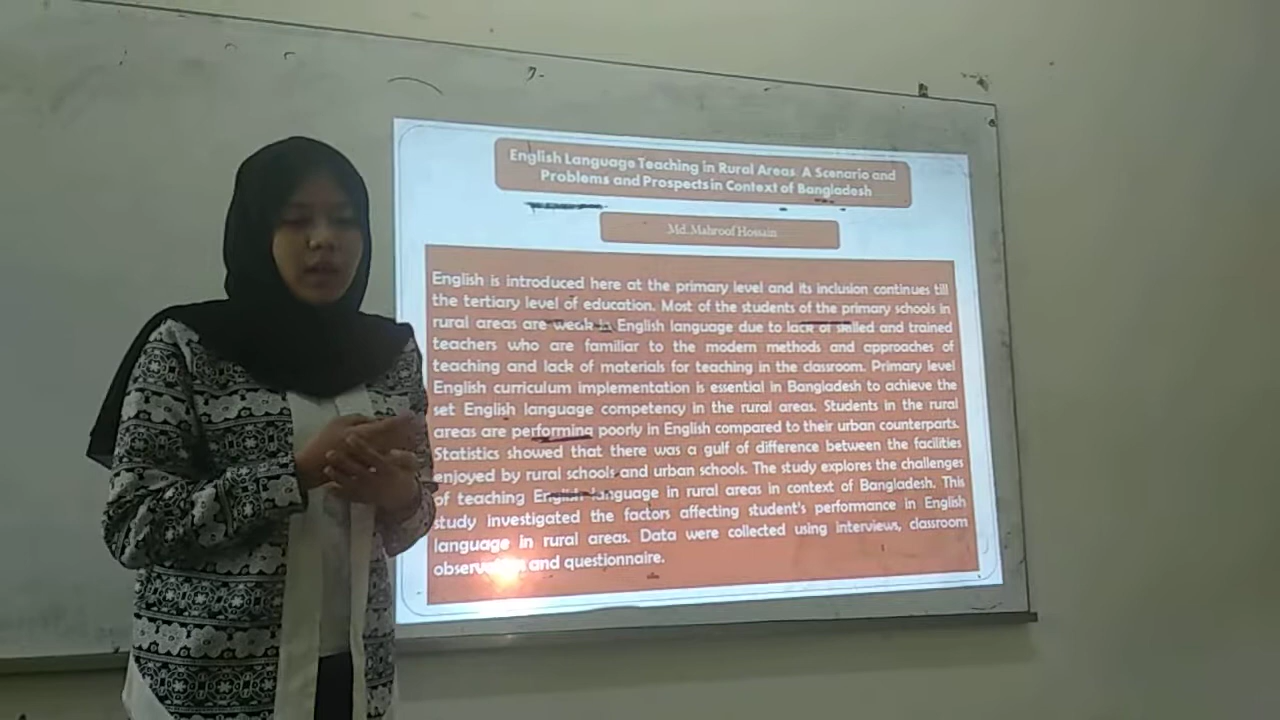 English Language Teaching in Rural Areas. A Scenario and
Problems and Prospects in Context of Bangladesh
Md. Mahroof Hossain
English is introduced here at the primary level and its inclusion continues till
the tertiary level of education. Most of the students of the primary schools in
rural areas are weak in English language due to lack of skilled and trained
teachers who are familiar to the modern methods and approaches of
teaching and lack of materials for teaching in the classroom. Primary level
English curriculum implementation is essential in Bangladesh to achieve the
set English language competency in the rural areas. Students in the rural
areas are performing poorly in English compared to their urban counterparts.
Statistics showed that there was a gulf of difference between the facilities
enjoyed by rural schools and urban schools. The study explores the challenges
of teaching English language in rural areas in context of Bangladesh. This
study investigated the factors affecting student's performance in English
language in rural areas. Data were collected using interviews, classroom
observation and questionnaire.